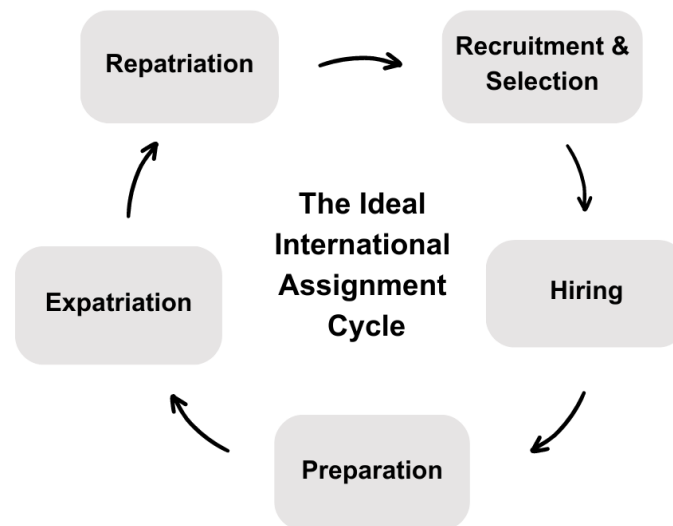 Repatriation
Recruitment &
Selection
The Ideal
International
Assignment
Cycle
Expatriation
Hiring
Preparation